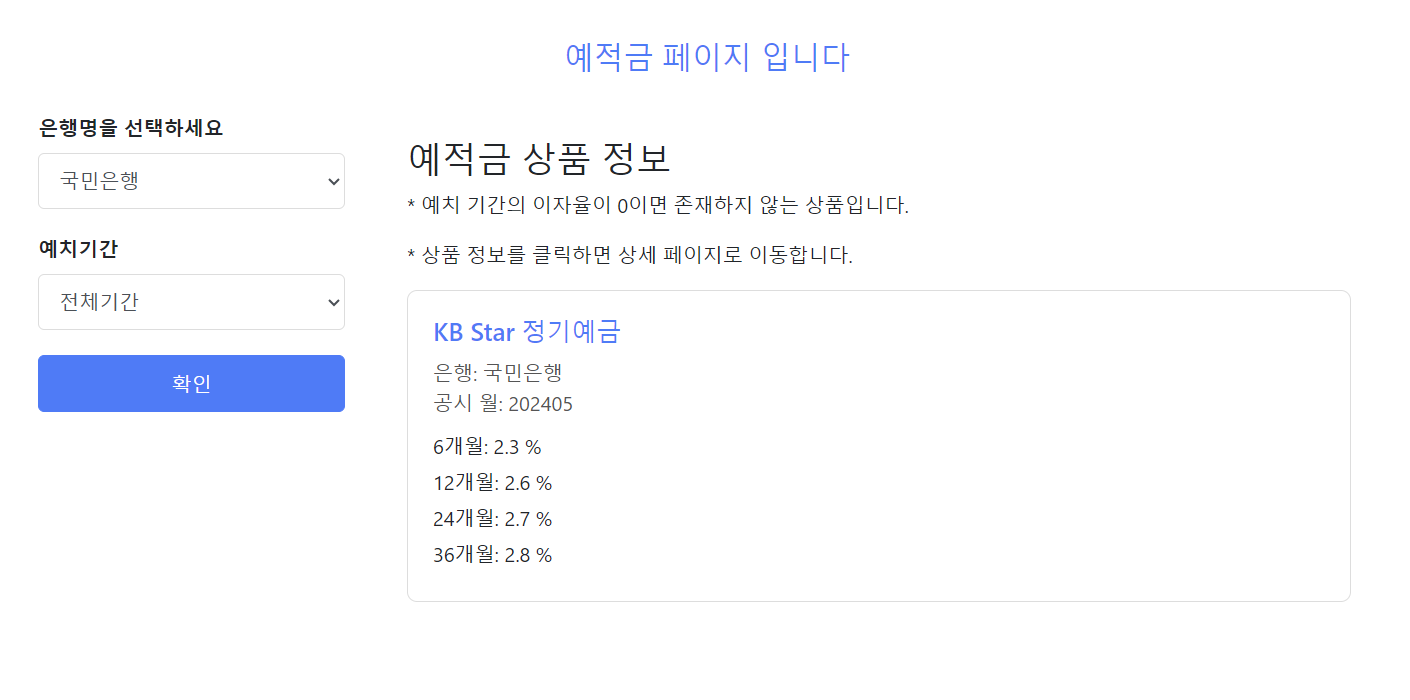 예적금 페이지 입니다
은행명을 선택하세요
국민은행
예치기간
전체기간
확인
예적금 상품 정보
* 예치 기간의 이자율이 0이면 존재하지 않는 상품입니다.
* 상품 정보를 클릭하면 상세 페이지로 이동합니다.
KB Star 정기예금
은행: 국민은행
공시 월: 202405
6개월: 2.3 %
12개월: 2.6 %
24개월: 2.7 %
36개월: 2.8 %